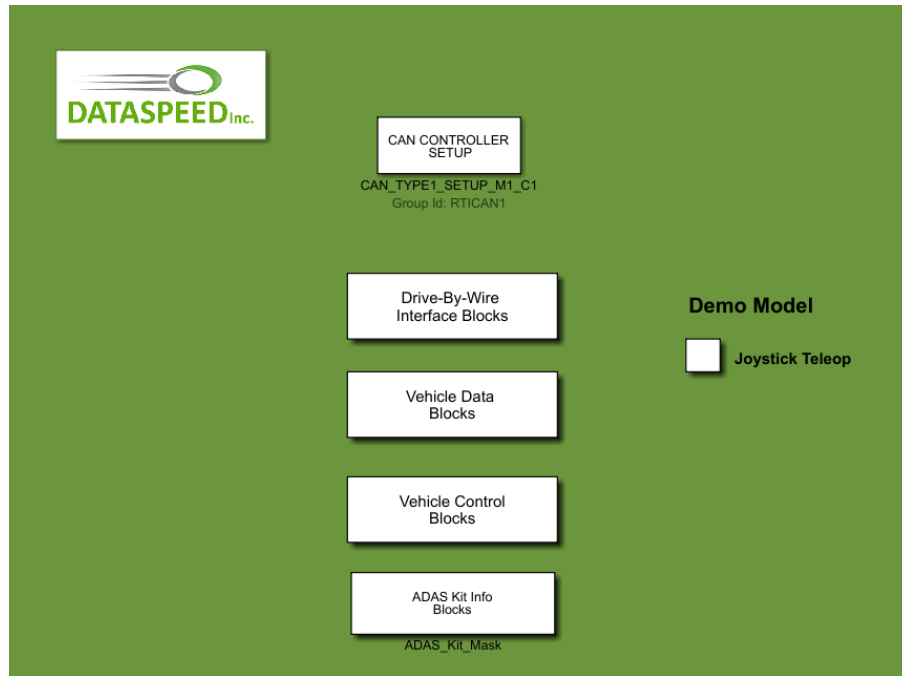 DATASPEED Inc.
CAN CONTROLLER
SETUP
CAN_TYPE1_SETUP_M1_C1
Group Id: RTICAN1
Drive-By-Wire
Interface Blocks
Demo Model
Joystick Teleop
Vehicle Data
Blocks
Vehicle Control
Blocks
ADAS Kit Info
Blocks
ADAS_Kit_Mask